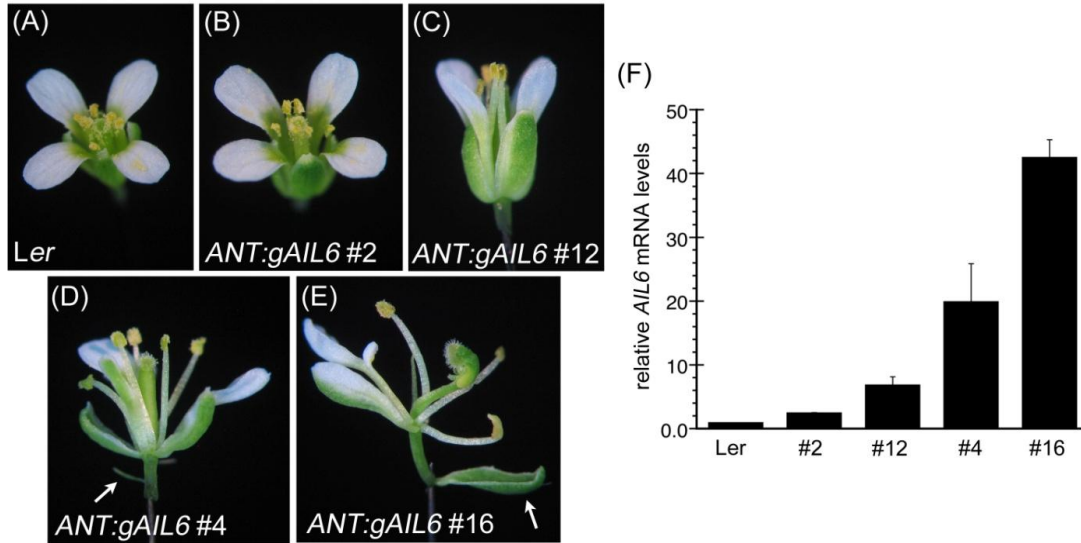 (A)
Ler
(B)
ANT:gAIL6 #2
(C)
ANT:gAIL6 #12
(D)
ANT:gAIL6 #4
(E)
ANT:gAIL6 #16
(F)
relative AIL6 mRNA levels
50
40
30
20
10
0.0
Ler #2 #12 #4 #16